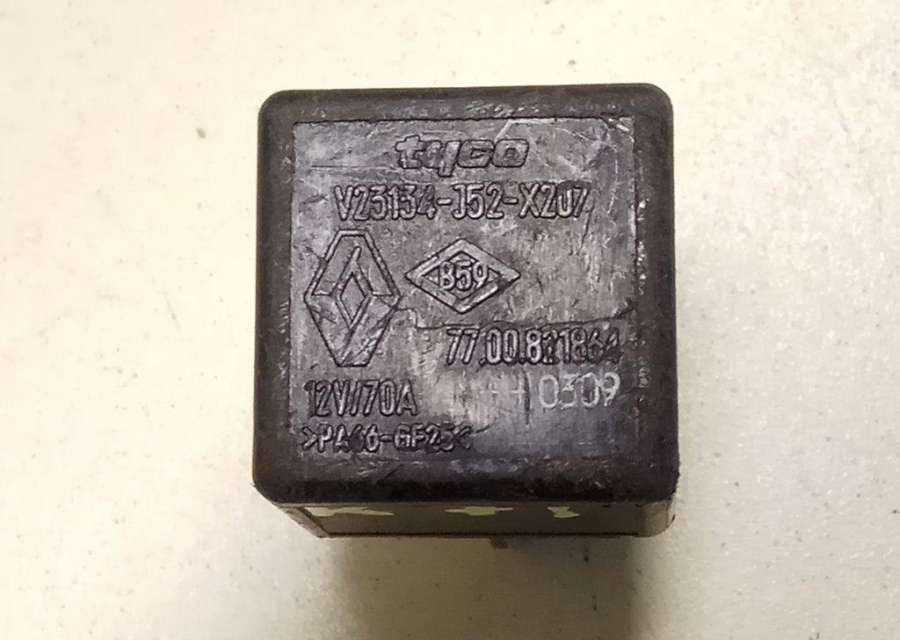 tyco
V23134-J52-X207
B59
77.00.821864
12V/70A
0309
>PA66-GF25<